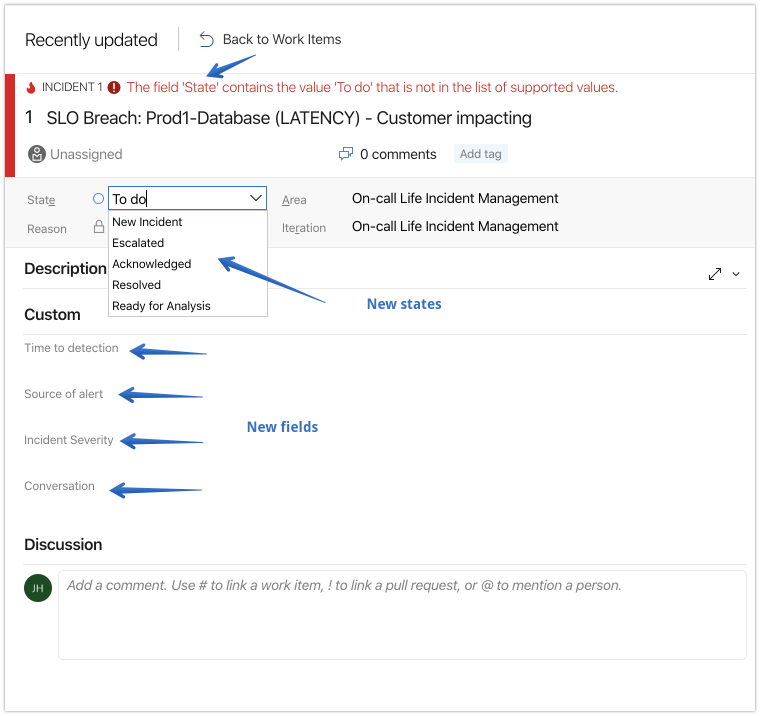 Recently updated
Back to Work Items
INCIDENT 1 The field 'State' contains the value 'To do' that is not in the list of supported values.
1 SLO Breach: Prod1-Database (LATENCY) - Customer impacting
Unassigned
0 comments
Add tag
State
To do
Area
On-call Life Incident Management
Reason
Iteration
On-call Life Incident Management
New Incident
Escalated
Acknowledged
Resolved
Ready for Analysis
Description
New states
Custom
Time to detection
Source of alert
New fields
Incident Severity
Conversation
Discussion
JH
Add a comment. Use # to link a work item, ! to link a pull request, or @ to mention a person.